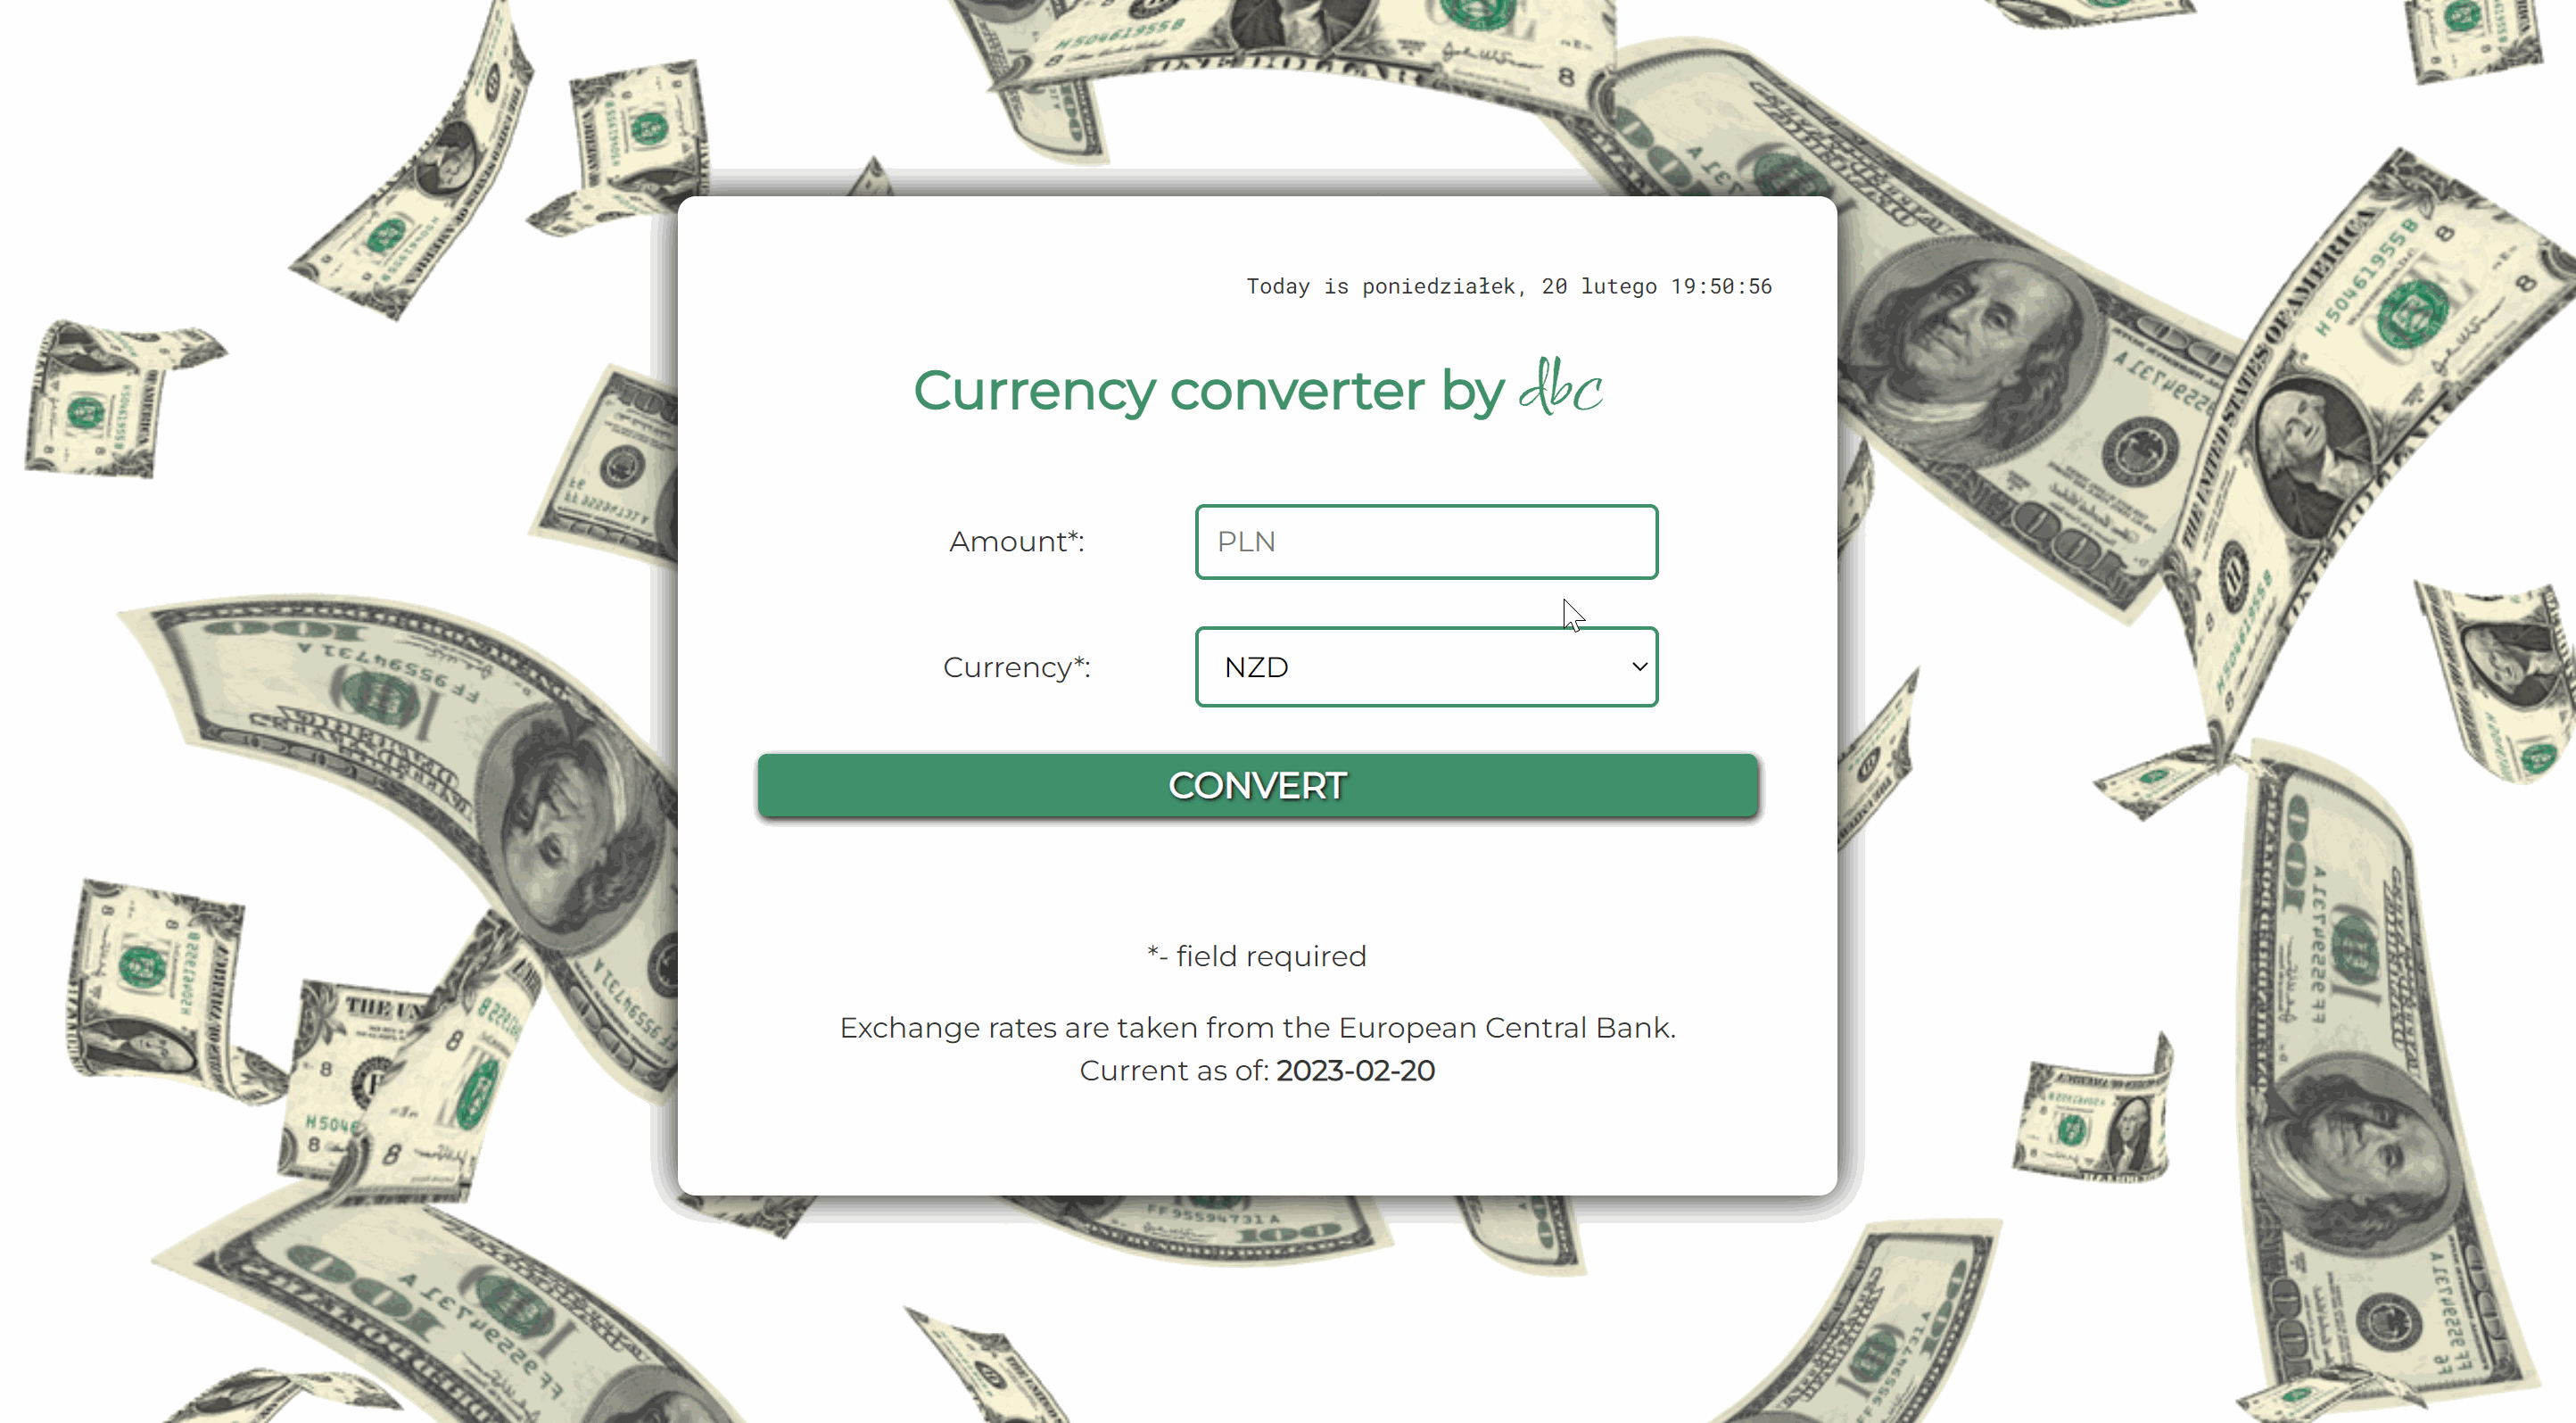 Today is poniedziałek, 20 lutego 19:50:56
Currency converter by dbc
Amount*:
PLN
Currency*:
NZD
CONVERT
*- field required
Exchange rates are taken from the European Central Bank.
Current as of: 2023-02-20